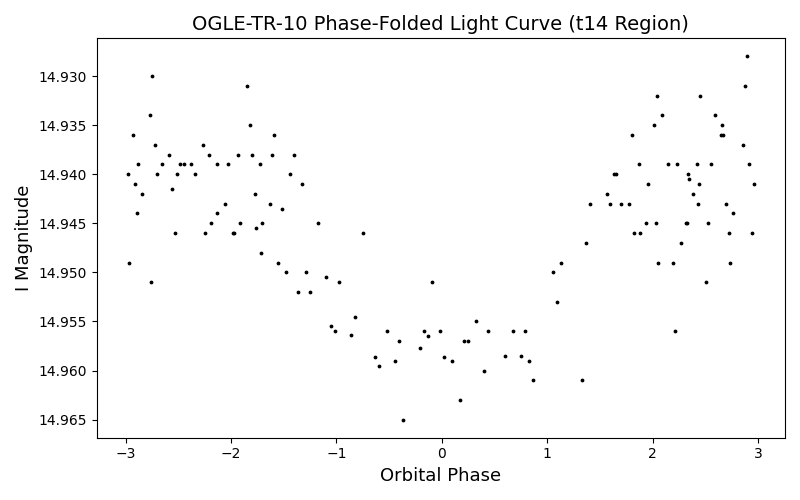 OGLE-TR-10 Phase-Folded Light Curve (t14 Region)
I Magnitude
14.930
14.935
14.940
14.945
14.950
14.955
14.960
14.965
−3 −2 −1 0 1 2 3
Orbital Phase